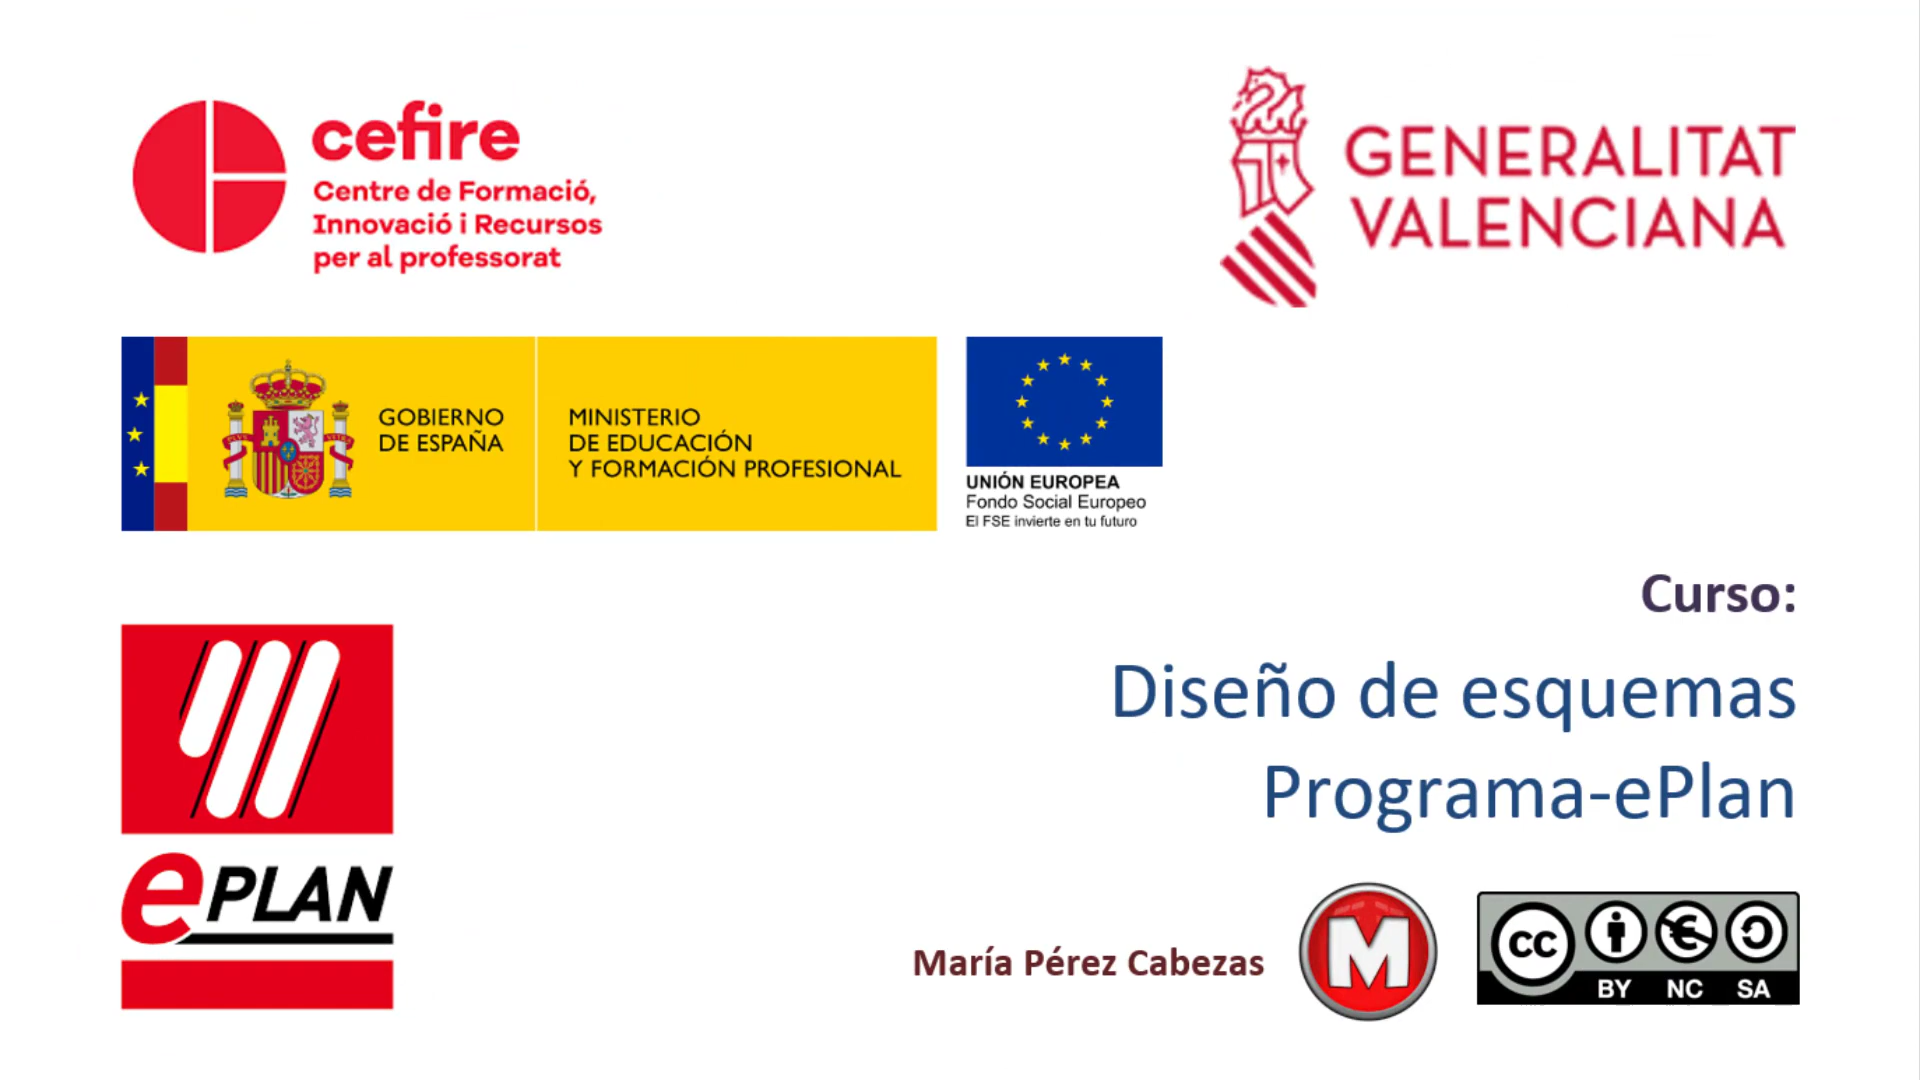 cefire
Centre de Formació,
Innovació i Recursos
per al professorat
GENERALITAT
VALENCIANA
GOBIERNO
DE ESPAÑA
MINISTERIO
DE EDUCACIÓN
Y FORMACIÓN PROFESIONAL
UNIÓN EUROPEA
Fondo Social Europeo
El FSE invierte en tu futuro
Curso:
Diseño de esquemas
Programa-ePlan
ePLAN
María Pérez Cabezas
M
cc
BY NC SA